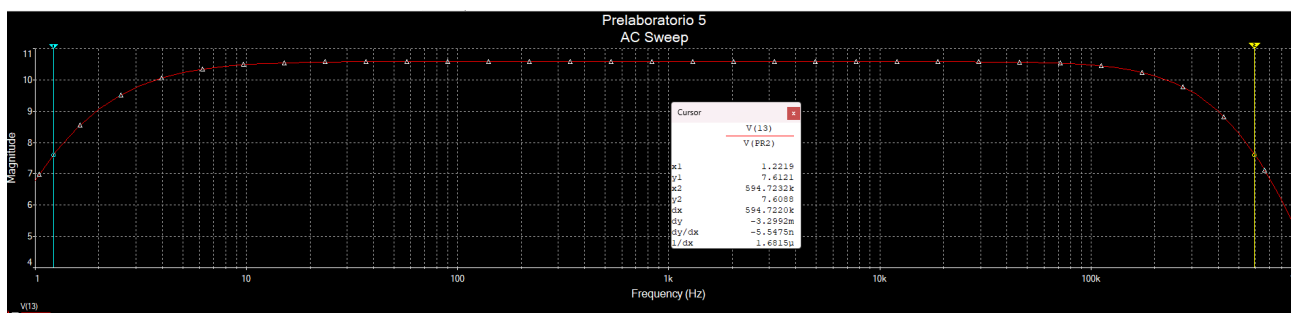 Prelaboratorio 5
AC Sweep
Magnitude
11
10
9
8
7
6
5
4
1
2
Cursor
x
V(13)
V(PR2)
x1 1.2219
y1 7.6121
x2 594.7232k
y2 7.6088
dx 594.7220k
dy -3.2992m
dy/dx -5.5475n
1/dx 1.6815µ
1 10 100 1k 10k 100k
Frequency (Hz)
V(13)